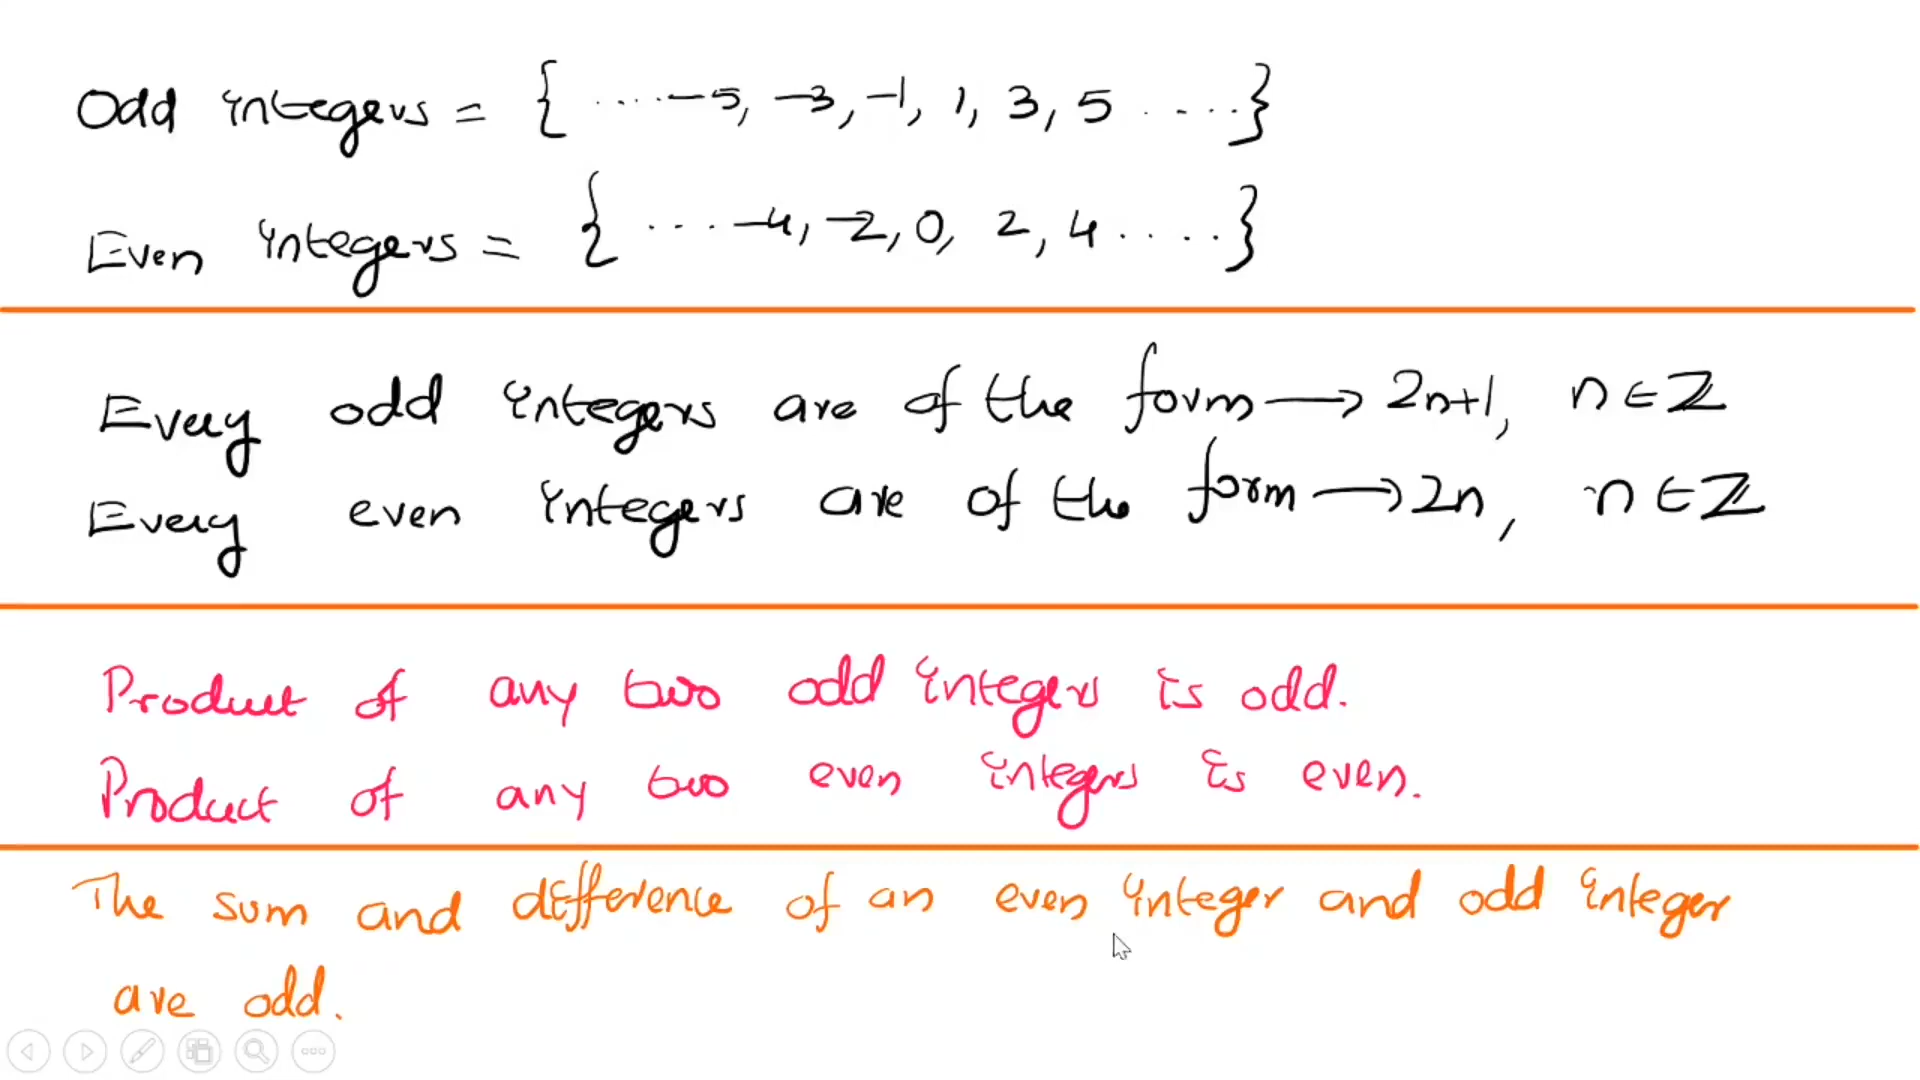 Odd integers = { ..... -5, -3, -1, 1, 3, 5 ..... }
Even integers = { ... -4, -2, 0, 2, 4 ..... }
Every odd integers are of the form → 2n+1, n ∈ ℤ
Every even integers are of the form → 2n, n ∈ ℤ
Product of any two odd integers is odd.
Product of any two even integers is even.
The sum and difference of an even integer and odd integer
are odd.